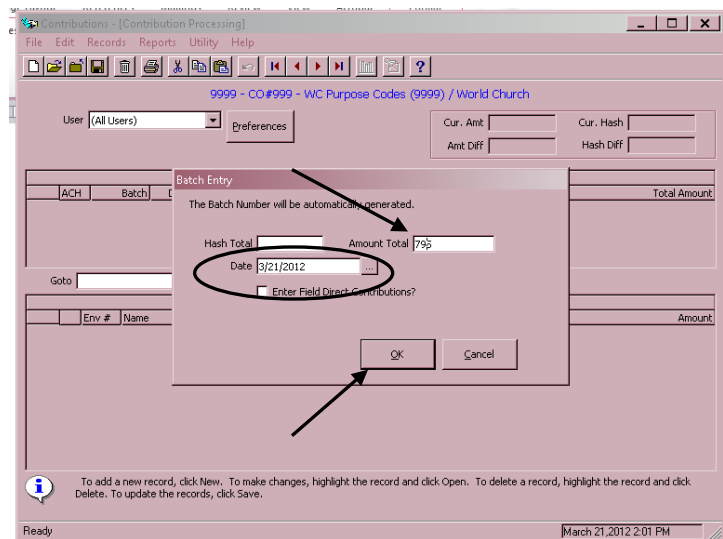 Contributions - [Contribution Processing]
File Edit Records Reports Utility Help
9999 - CO#999 - WC Purpose Codes (9999) / World Church
User (All Users) Preferences
Cur. Amt Cur. Hash
Amt Diff Hash Diff
ACH Batch Total Amount
Batch Entry
The Batch Number will be automatically generated.
Hash Total Amount Total 795
Date 3/21/2012 ...
Enter Field Direct Contributions?
OK Cancel
Goto
Env # Name Amount
To add a new record, click New. To make changes, highlight the record and click Open. To delete a record, highlight the record and click
Delete. To update the records, click Save.
Ready March 21,2012 2:01 PM